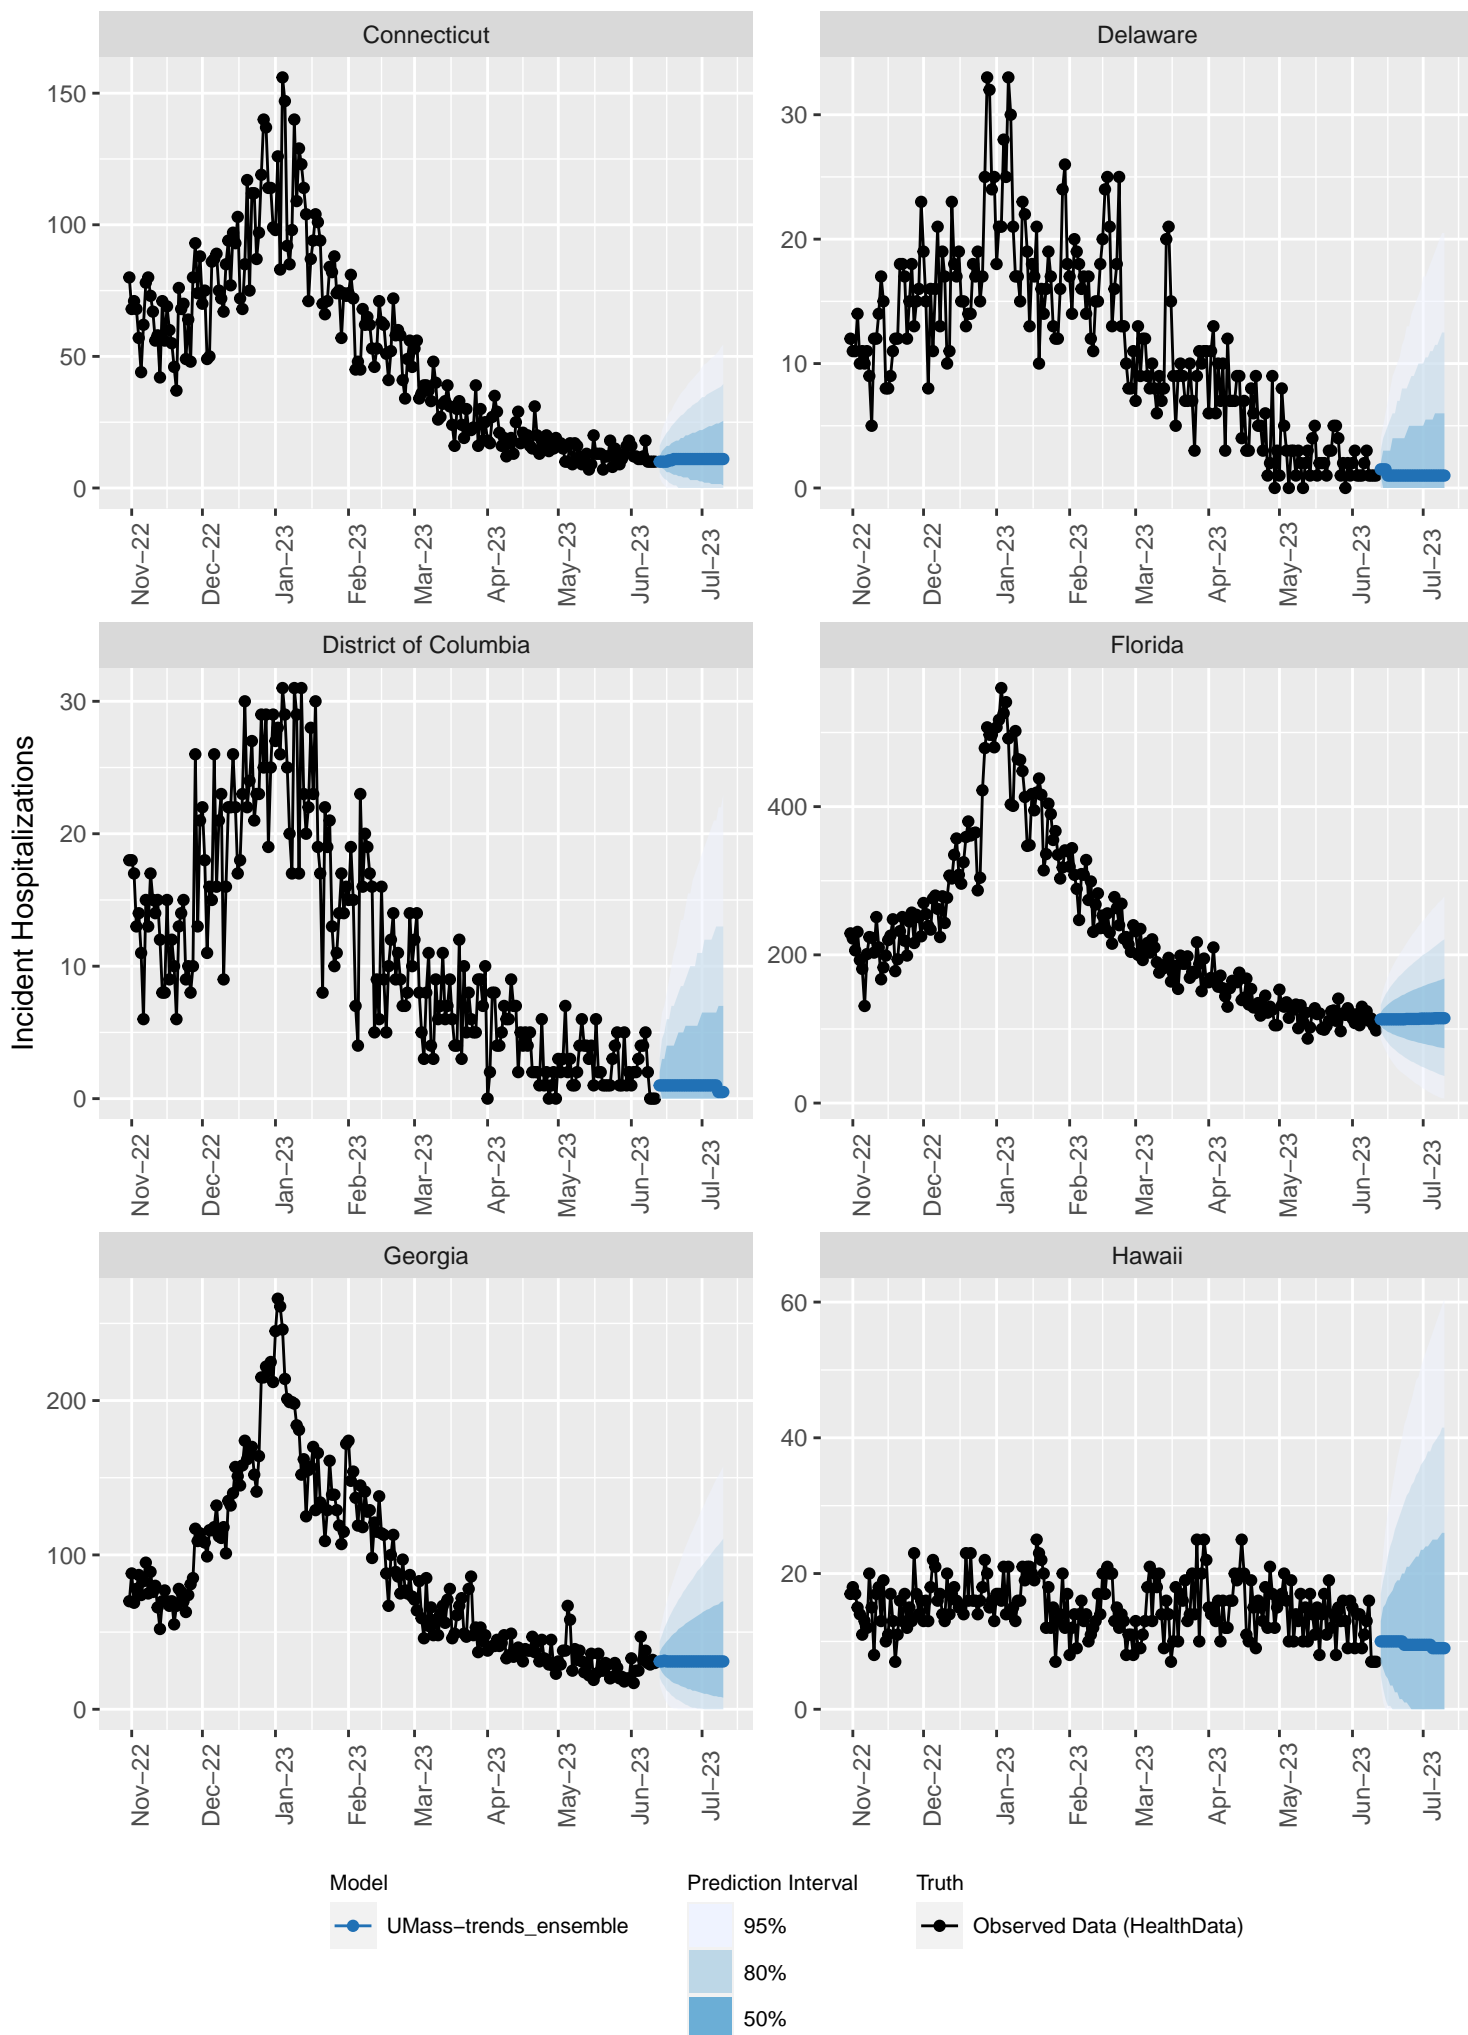 Connecticut
Delaware
150
100
50
0
30
20
10
0
Nov−22 Dec−22 Jan−23 Feb−23 Mar−23 Apr−23 May−23 Jun−23 Jul−23
Nov−22 Dec−22 Jan−23 Feb−23 Mar−23 Apr−23 May−23 Jun−23 Jul−23
District of Columbia
Florida
Incident Hospitalizations
30
20
10
0
400
200
0
Nov−22 Dec−22 Jan−23 Feb−23 Mar−23 Apr−23 May−23 Jun−23 Jul−23
Nov−22 Dec−22 Jan−23 Feb−23 Mar−23 Apr−23 May−23 Jun−23 Jul−23
Georgia
Hawaii
200
100
0
60
40
20
0
Nov−22 Dec−22 Jan−23 Feb−23 Mar−23 Apr−23 May−23 Jun−23 Jul−23
Nov−22 Dec−22 Jan−23 Feb−23 Mar−23 Apr−23 May−23 Jun−23 Jul−23
Model
UMass−trends_ensemble
Prediction Interval
95%
80%
50%
Truth
Observed Data (HealthData)